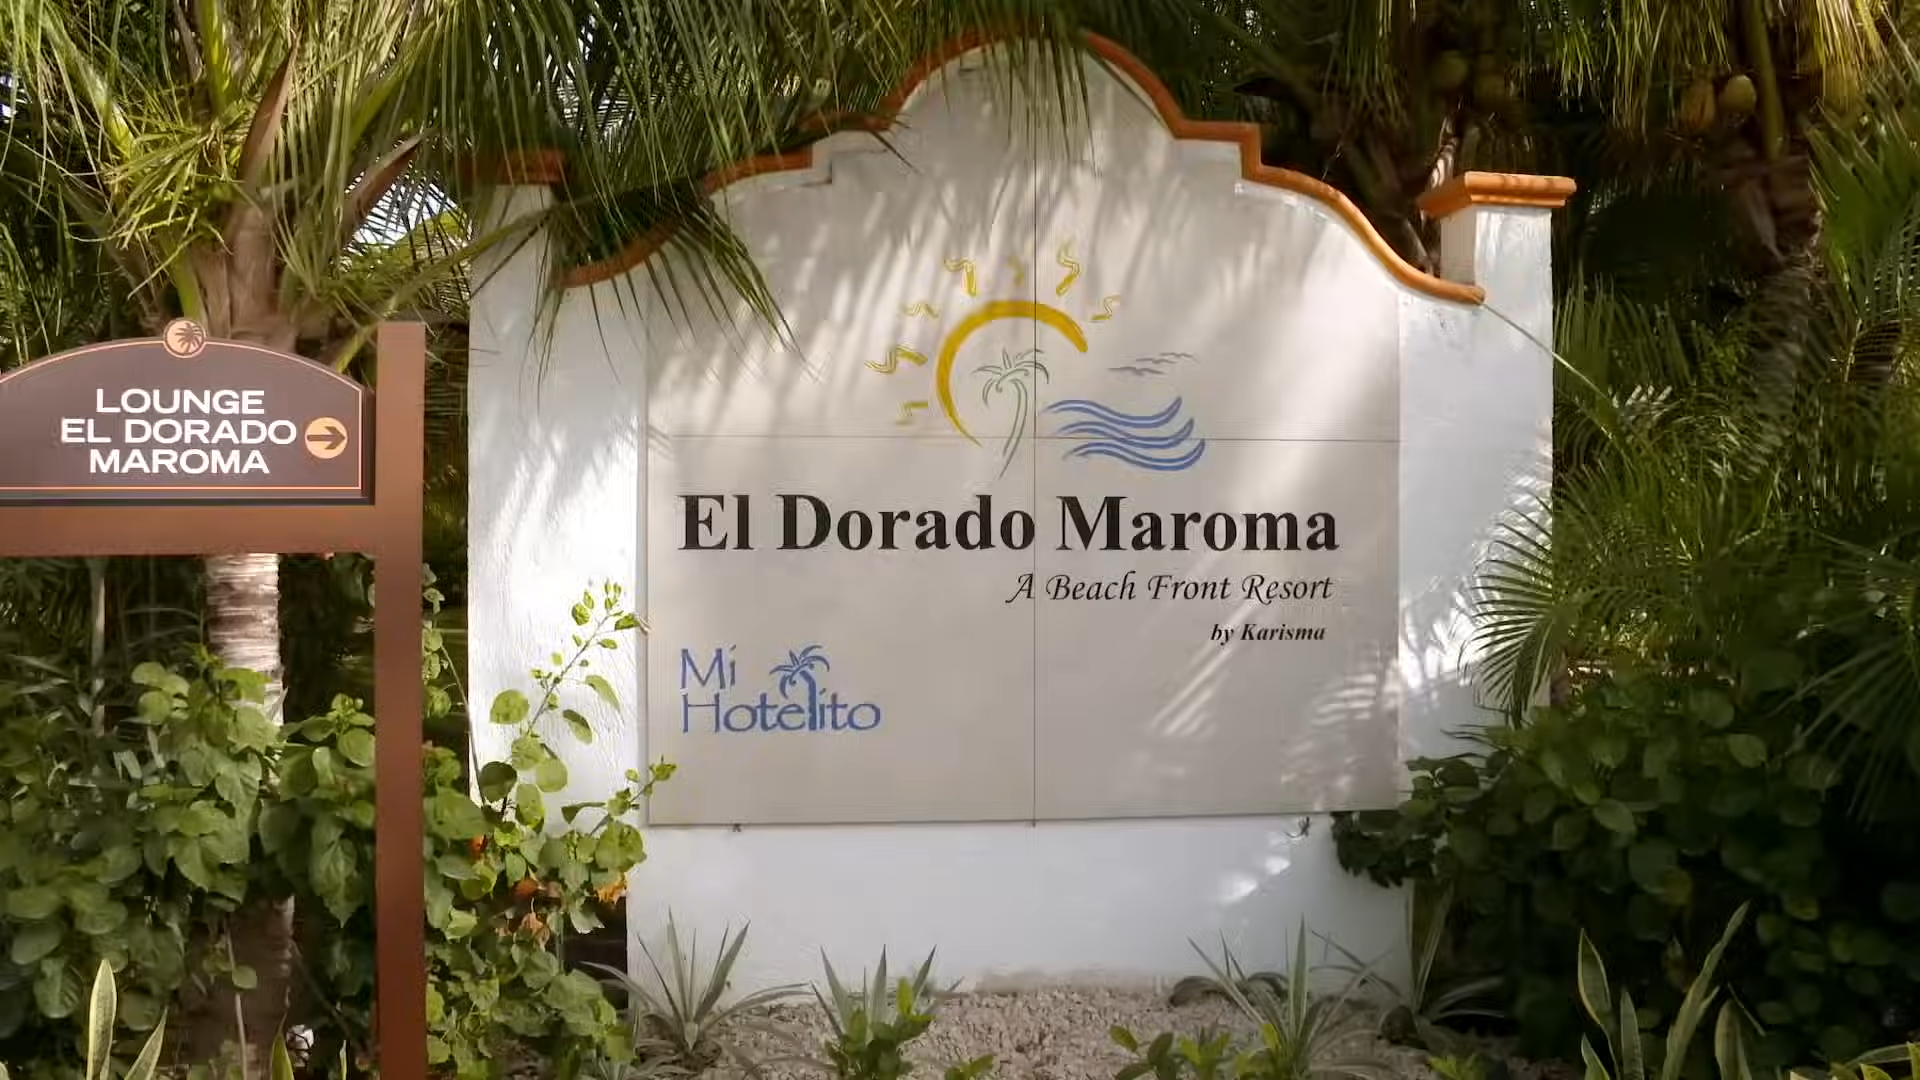 LOUNGE
EL DORADO
MAROMA
El Dorado Maroma
A Beach Front Resort
by Karisma
Mi
Hotelito